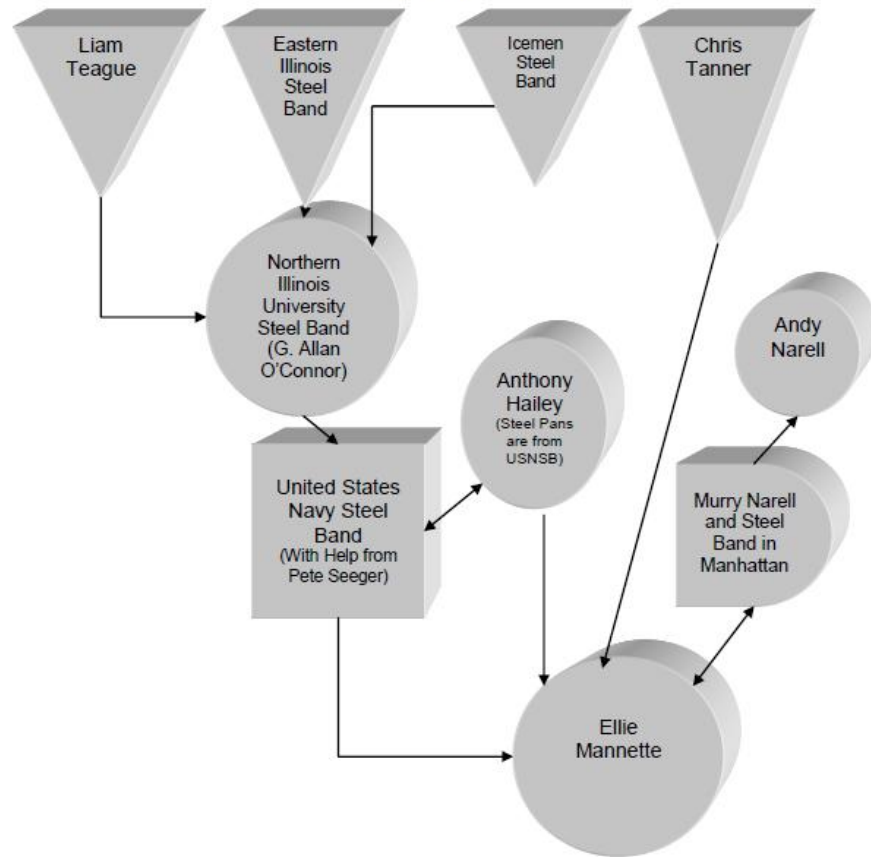 Liam
Teague
Eastern
Illinois
Steel
Band
Icemen
Steel
Band
Chris
Tanner
Northern
Illinois
University
Steel Band
(G. Allan
O'Connor)
Andy
Narell
Anthony
Hailey
(Steel Pans
are from
USNSB)
United States
Navy Steel
Band
(With Help from
Pete Seeger)
Murry Narell
and Steel
Band in
Manhattan
Ellie
Mannette